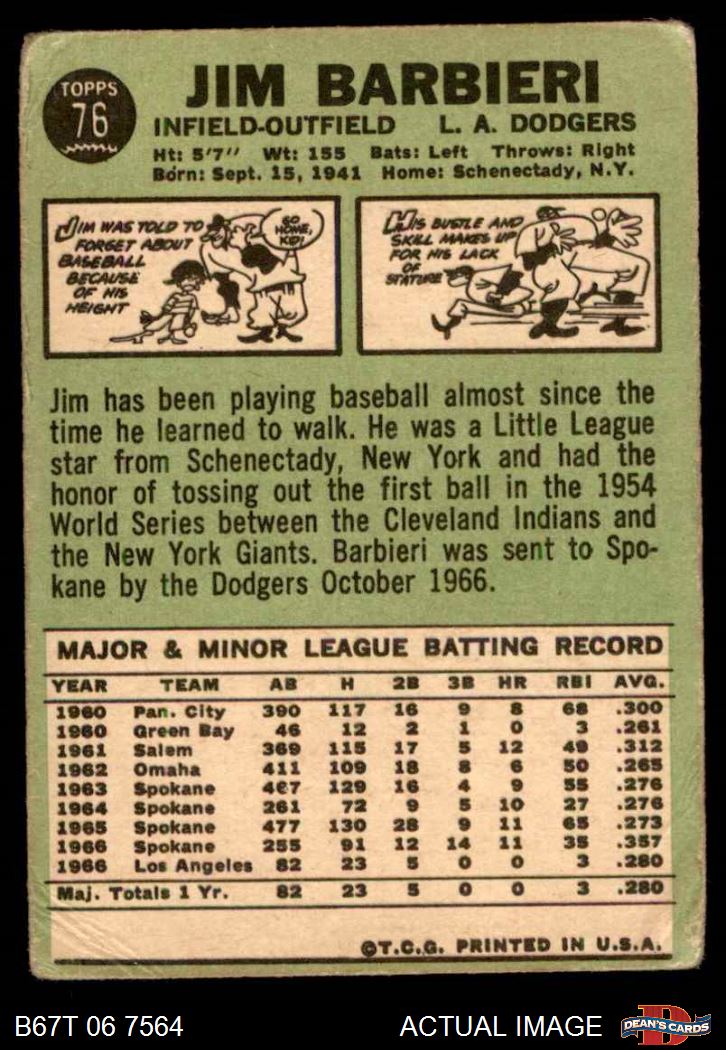 TOPPS
76
JIM BARBIERI
INFIELD-OUTFIELD L. A. DODGERS
Ht: 5'7" Wt: 155 Bats: Left Throws: Right
Born: Sept. 15, 1941 Home: Schenectady, N.Y.
JIM WAS TOLD TO
FORGET ABOUT
BASEBALL
BECAUSE
OF HIS
HEIGHT
GO
HOME,
KID!
HIS BUSTLE AND
SKILL MAKES UP
FOR HIS LACK
OF
STATURE
Jim has been playing baseball almost since the
time he learned to walk. He was a Little League
star from Schenectady, New York and had the
honor of tossing out the first ball in the 1954
World Series between the Cleveland Indians and
the New York Giants. Barbieri was sent to Spo-
kane by the Dodgers October 1966.
MAJOR & MINOR LEAGUE BATTING RECORD
YEAR TEAM AB H 2B 3B HR RBI AVG.
1960 Pan. City 390 117 16 9 8 68 .300
1960 Green Bay 46 12 2 1 0 3 .261
1961 Salem 369 115 17 5 12 49 .312
1962 Omaha 411 109 18 8 6 50 .265
1963 Spokane 467 129 16 4 9 55 .276
1964 Spokane 261 72 9 5 10 27 .276
1965 Spokane 477 130 28 9 11 65 .273
1966 Spokane 255 91 12 14 11 35 .357
1966 Los Angeles 82 23 5 0 0 3 .280
Maj. Totals 1 Yr. 82 23 5 0 0 3 .280
©T.C.G. PRINTED IN U.S.A.
B67T 06 7564 ACTUAL IMAGE
DEAN'S CARDS